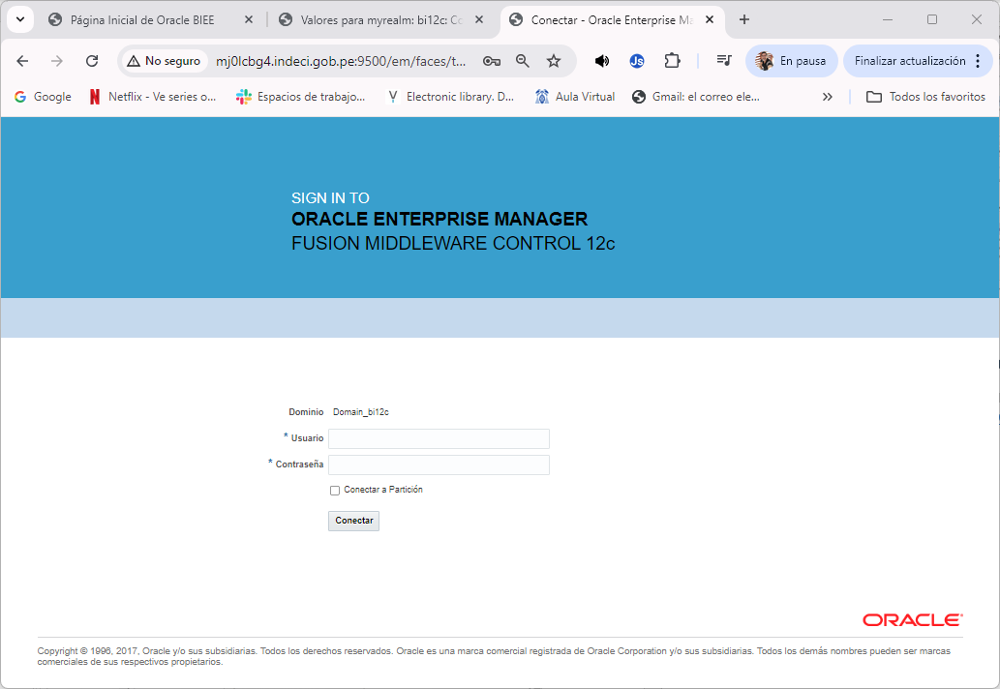 Página Inicial de Oracle BIEE
Valores para myrealm: bi12c: Co
Conectar - Oracle Enterprise Ma
No seguro
mj0lcbg4.indeci.gob.pe:9500/em/faces/t...
Js
En pausa
Finalizar actualización
Google
Netflix - Ve series o...
Espacios de trabajo...
Electronic library. D...
Aula Virtual
Gmail: el correo ele...
Todos los favoritos
SIGN IN TO
ORACLE ENTERPRISE MANAGER
FUSION MIDDLEWARE CONTROL 12c
Dominio Domain_bi12c
* Usuario
* Contraseña
Conectar a Partición
Conectar
ORACLE
Copyright © 1996, 2017, Oracle y/o sus subsidiarias. Todos los derechos reservados. Oracle es una marca comercial registrada de Oracle Corporation y/o sus subsidiarias. Todos los demás nombres pueden ser marcas
comerciales de sus respectivos propietarios.